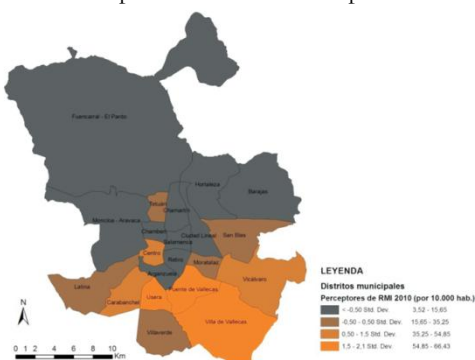 Fuencarral - El Pardo
Hortaleza
Barajas
Tetuán
Chamartín
Moncloa - Aravaca
Chamberí
Ciudad Lineal
San Blas
Salamanca
Centro
Retiro
Moratalaz
Arganzuela
Vicálvaro
Latina
Carabanchel
Usera
Puente de Vallecas
Villaverde
Villa de Vallecas
N
0 1 2 4 6 8 10
Km
LEYENDA
Distritos municipales
Perceptores de RMI 2010 (por 10.000 hab.)
< -0,50 Std. Dev. 3,52 - 15,65
-0,50 - 0,50 Std. Dev. 15,65 - 35,25
0,50 - 1,5 Std. Dev. 35,25 - 54,85
1,5 - 2,1 Std. Dev. 54,85 - 66,43